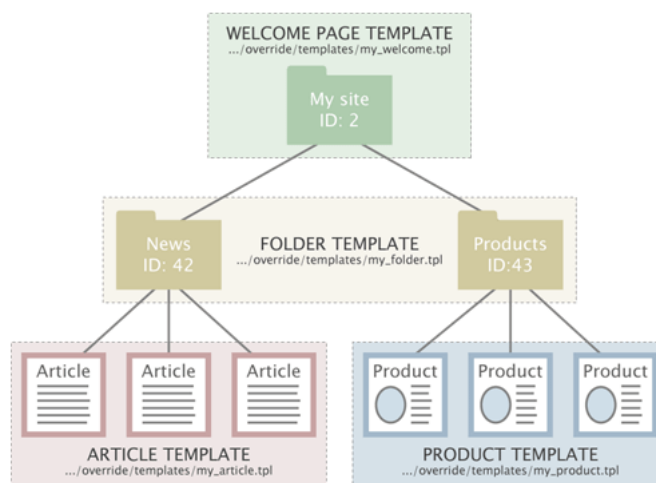 WELCOME PAGE TEMPLATE
.../override/templates/my_welcome.tpl
My site
ID: 2
News
ID: 42
FOLDER TEMPLATE
.../override/templates/my_folder.tpl
Products
ID:43
Article
Article
Article
ARTICLE TEMPLATE
.../override/templates/my_article.tpl
Product
Product
Product
PRODUCT TEMPLATE
.../override/templates/my_product.tpl